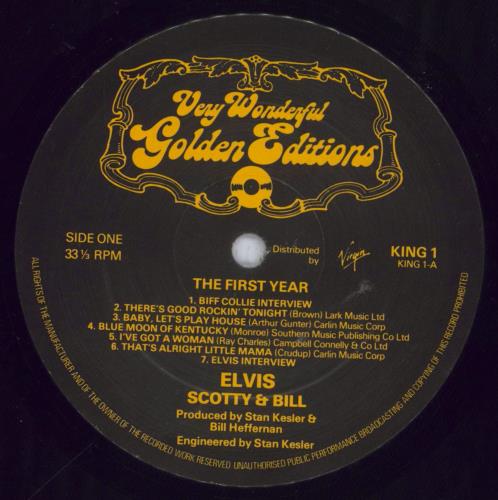 Very Wonderful
Golden Editions
SIDE ONE
33⅓ RPM
Distributed
by
Virgin
KING 1
KING 1-A
THE FIRST YEAR
1. BIFF COLLIE INTERVIEW
2. THERE'S GOOD ROCKIN' TONIGHT (Brown) Lark Music Ltd
3. BABY, LET'S PLAY HOUSE (Arthur Gunter) Carlin Music Corp
4. BLUE MOON OF KENTUCKY (Monroe) Southern Music Publishing Co Ltd
5. I'VE GOT A WOMAN (Ray Charles) Campbell Connelly & Co Ltd
6. THAT'S ALRIGHT LITTLE MAMA (Crudup) Carlin Music Corp
7. ELVIS INTERVIEW
ELVIS
SCOTTY & BILL
Produced by Stan Kesler &
Bill Heffernan
Engineered by Stan Kesler
ALL RIGHTS OF THE MANUFACTURER AND OF THE OWNER OF THE RECORDED WORK RESERVED UNAUTHORISED PUBLIC PERFORMANCE BROADCASTING AND COPYING OF THIS RECORD PROHIBITED